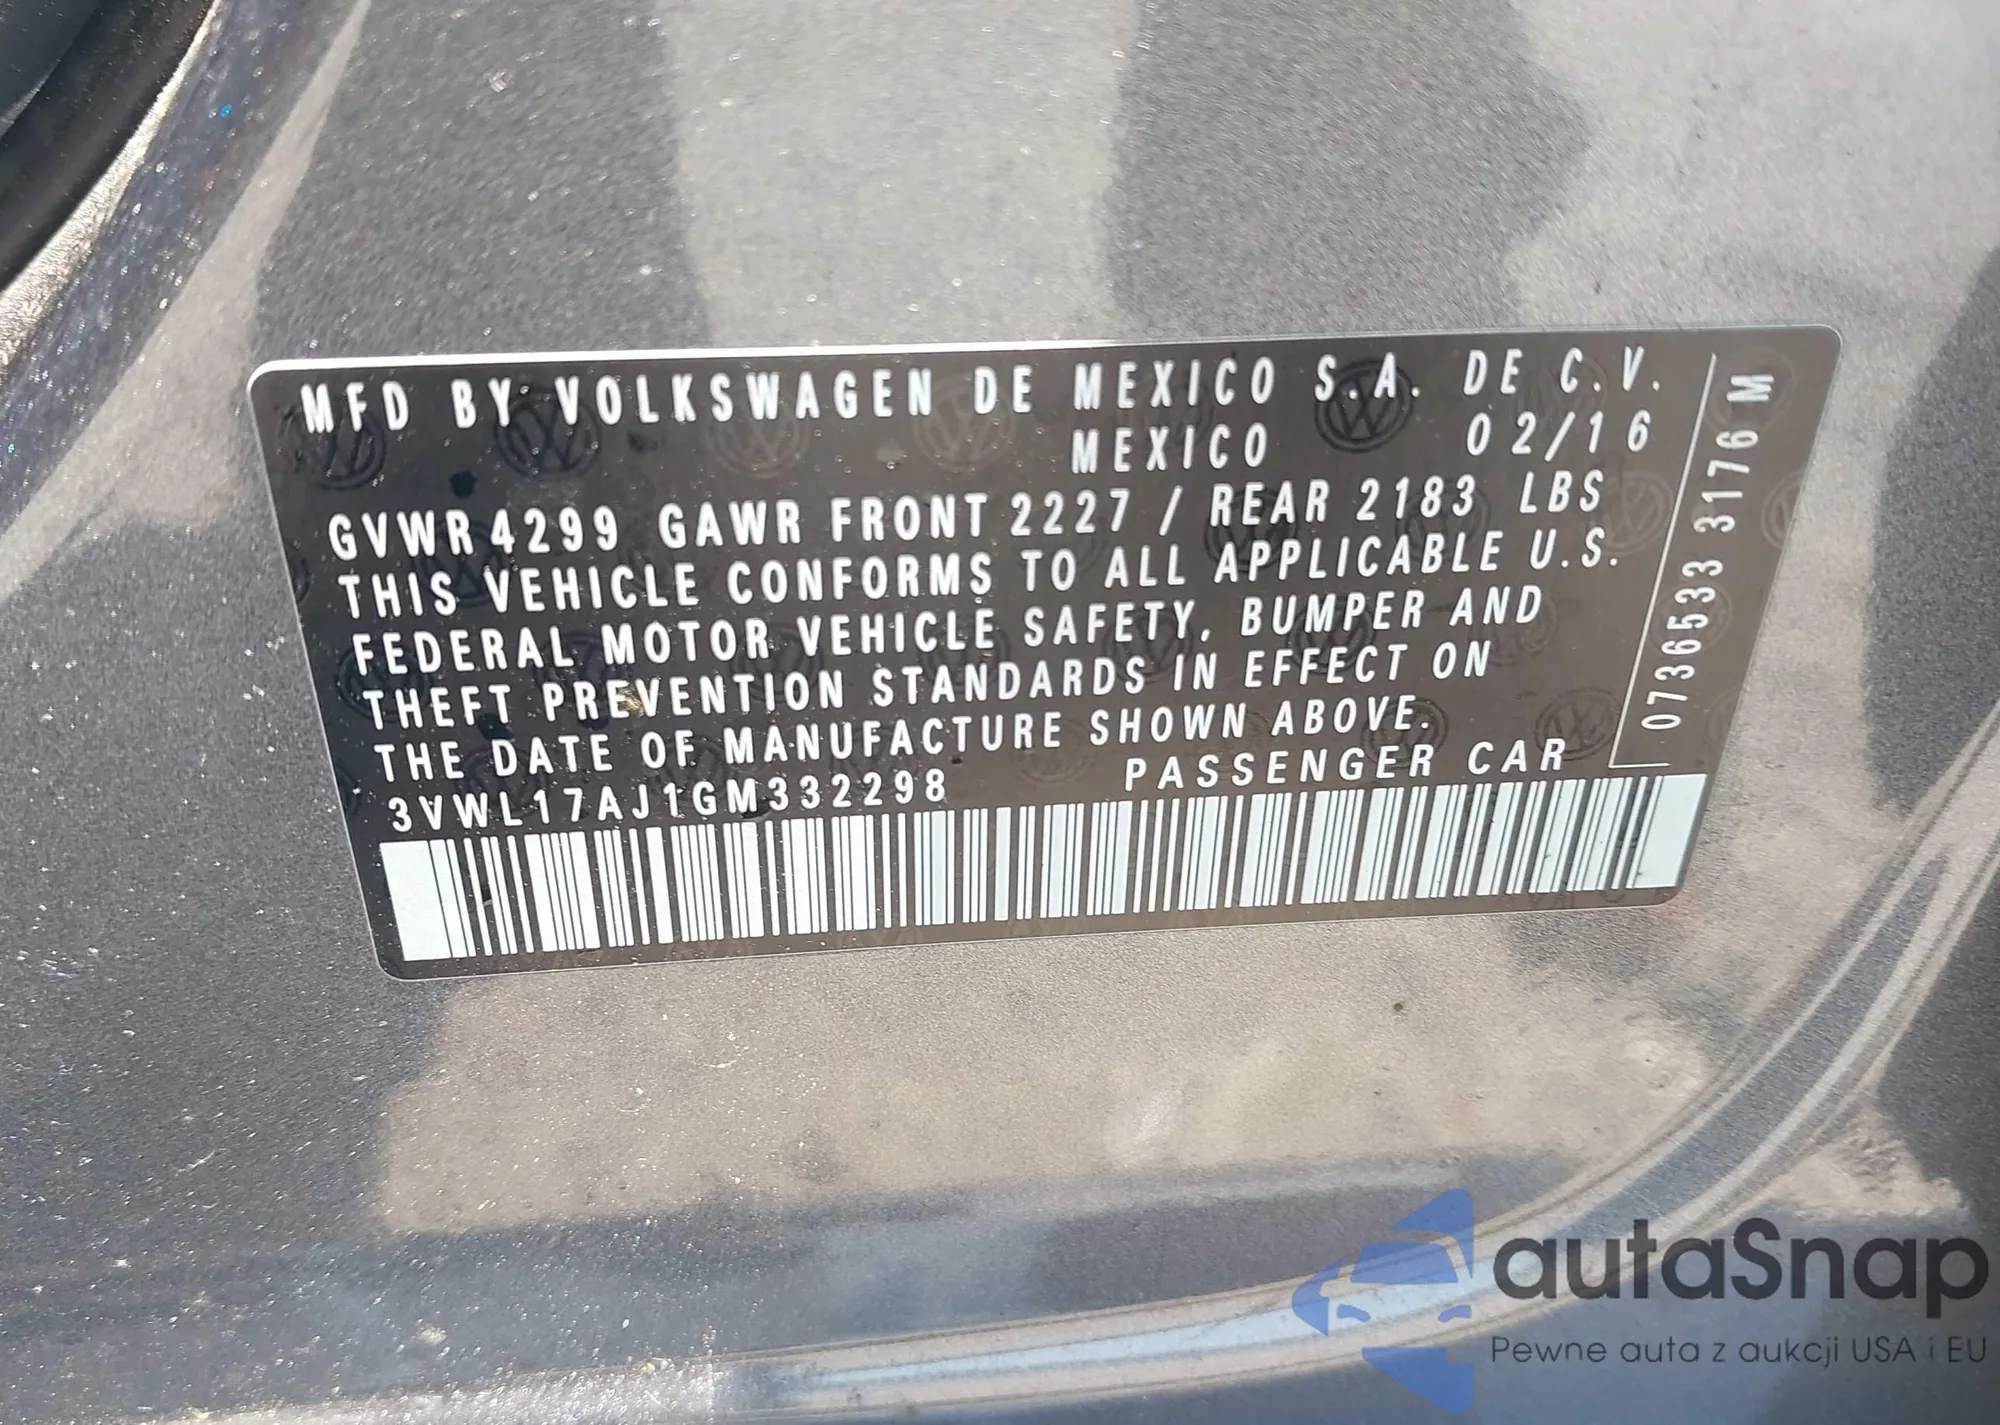 MFD BY VOLKSWAGEN DE MEXICO S.A. DE C.V.
MEXICO 02/16
GVWR 4299 GAWR FRONT 2227 / REAR 2183 LBS
THIS VEHICLE CONFORMS TO ALL APPLICABLE U.S.
FEDERAL MOTOR VEHICLE SAFETY, BUMPER AND
THEFT PREVENTION STANDARDS IN EFFECT ON
THE DATE OF MANUFACTURE SHOWN ABOVE.
3VWL17AJ1GM332298 PASSENGER CAR
0736533 3176 M
autaSnap
Pewne auta z aukcji USA i EU